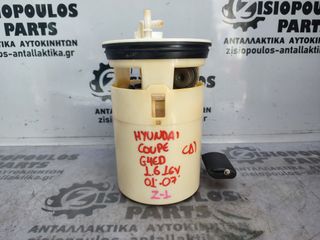 ZISIOPOULOS
PARTS
ΑΝΤΑΛΛΑΚΤΙΚΑ ΑΥΤΟΚΙΝΗΤΩΝ
zisiopoulos-antallaktika.gr
HYUNDAI
COUPE
G4ED
1.6 16V
01-07'
Z-1